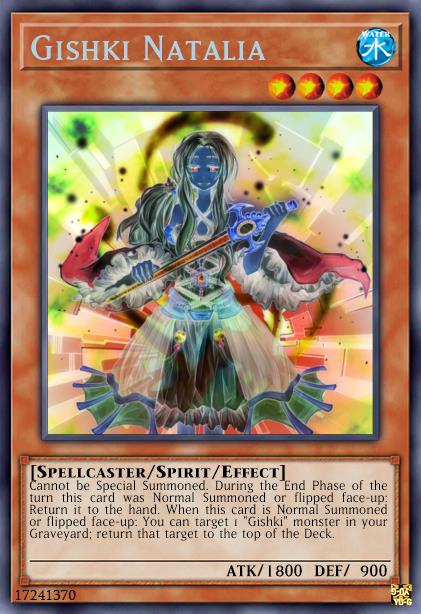 GISHKI NATALIA
WATER
水
[SPELLCASTER/SPIRIT/EFFECT]
Cannot be Special Summoned. During the End Phase of the
turn this card was Normal Summoned or flipped face-up:
Return it to the hand. When this card is Normal Summoned
or flipped face-up: You can target 1 "Gishki" monster in your
Graveyard; return that target to the top of the Deck.
ATK/1800 DEF/ 900
17241370